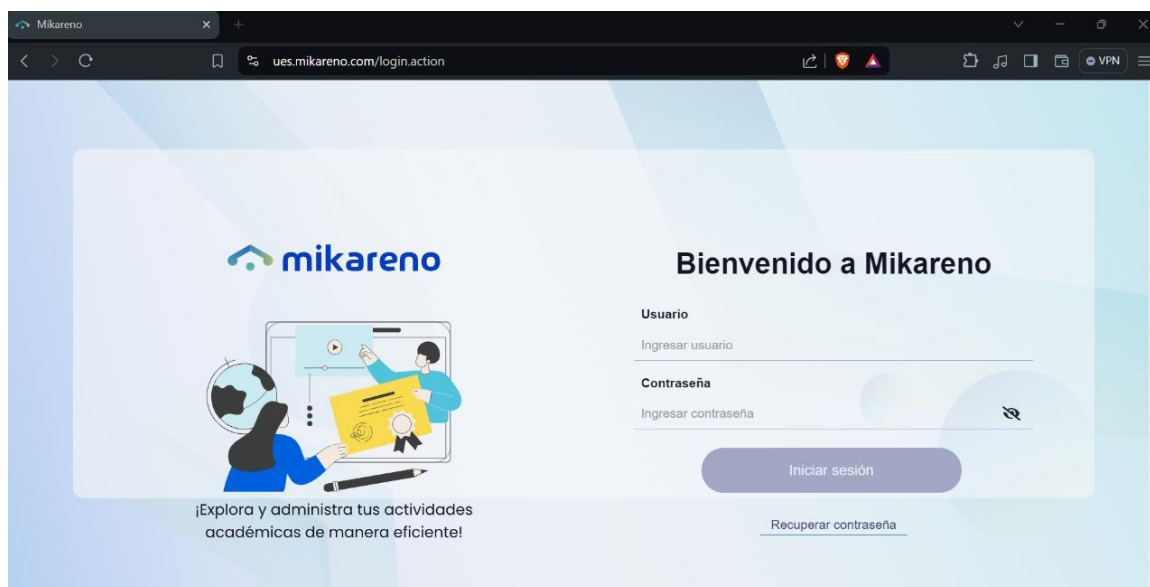 Mikareno
ues.mikareno.com/login.action
VPN
mikareno
¡Explora y administra tus actividades
académicas de manera eficiente!
Bienvenido a Mikareno
Usuario
Ingresar usuario
Contraseña
Ingresar contraseña
Iniciar sesión
Recuperar contraseña